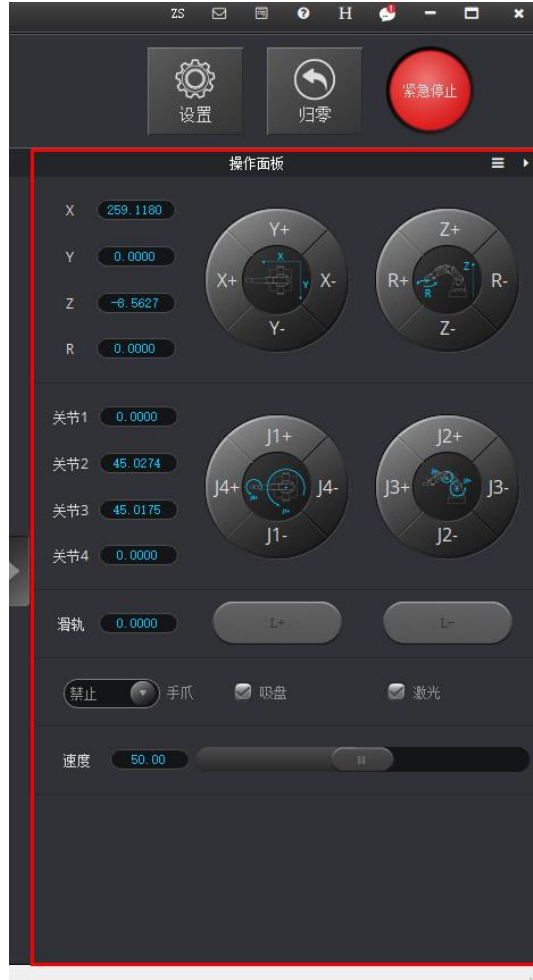 ZS H
设置 归零 紧急停止
操作面板
X 259.1180
Y 0.0000
Z -8.5627
R 0.0000
Y+
X+ X Y X-
Y-
Z+
R+ R Z R-
Z-
关节1 0.0000
关节2 45.0274
关节3 45.0175
关节4 0.0000
J1+
J4+ J4-
J1-
J2+
J3+ J3-
J2-
滑轨 0.0000 L+ L-
禁止 手爪 吸盘 激光
速度 50.00